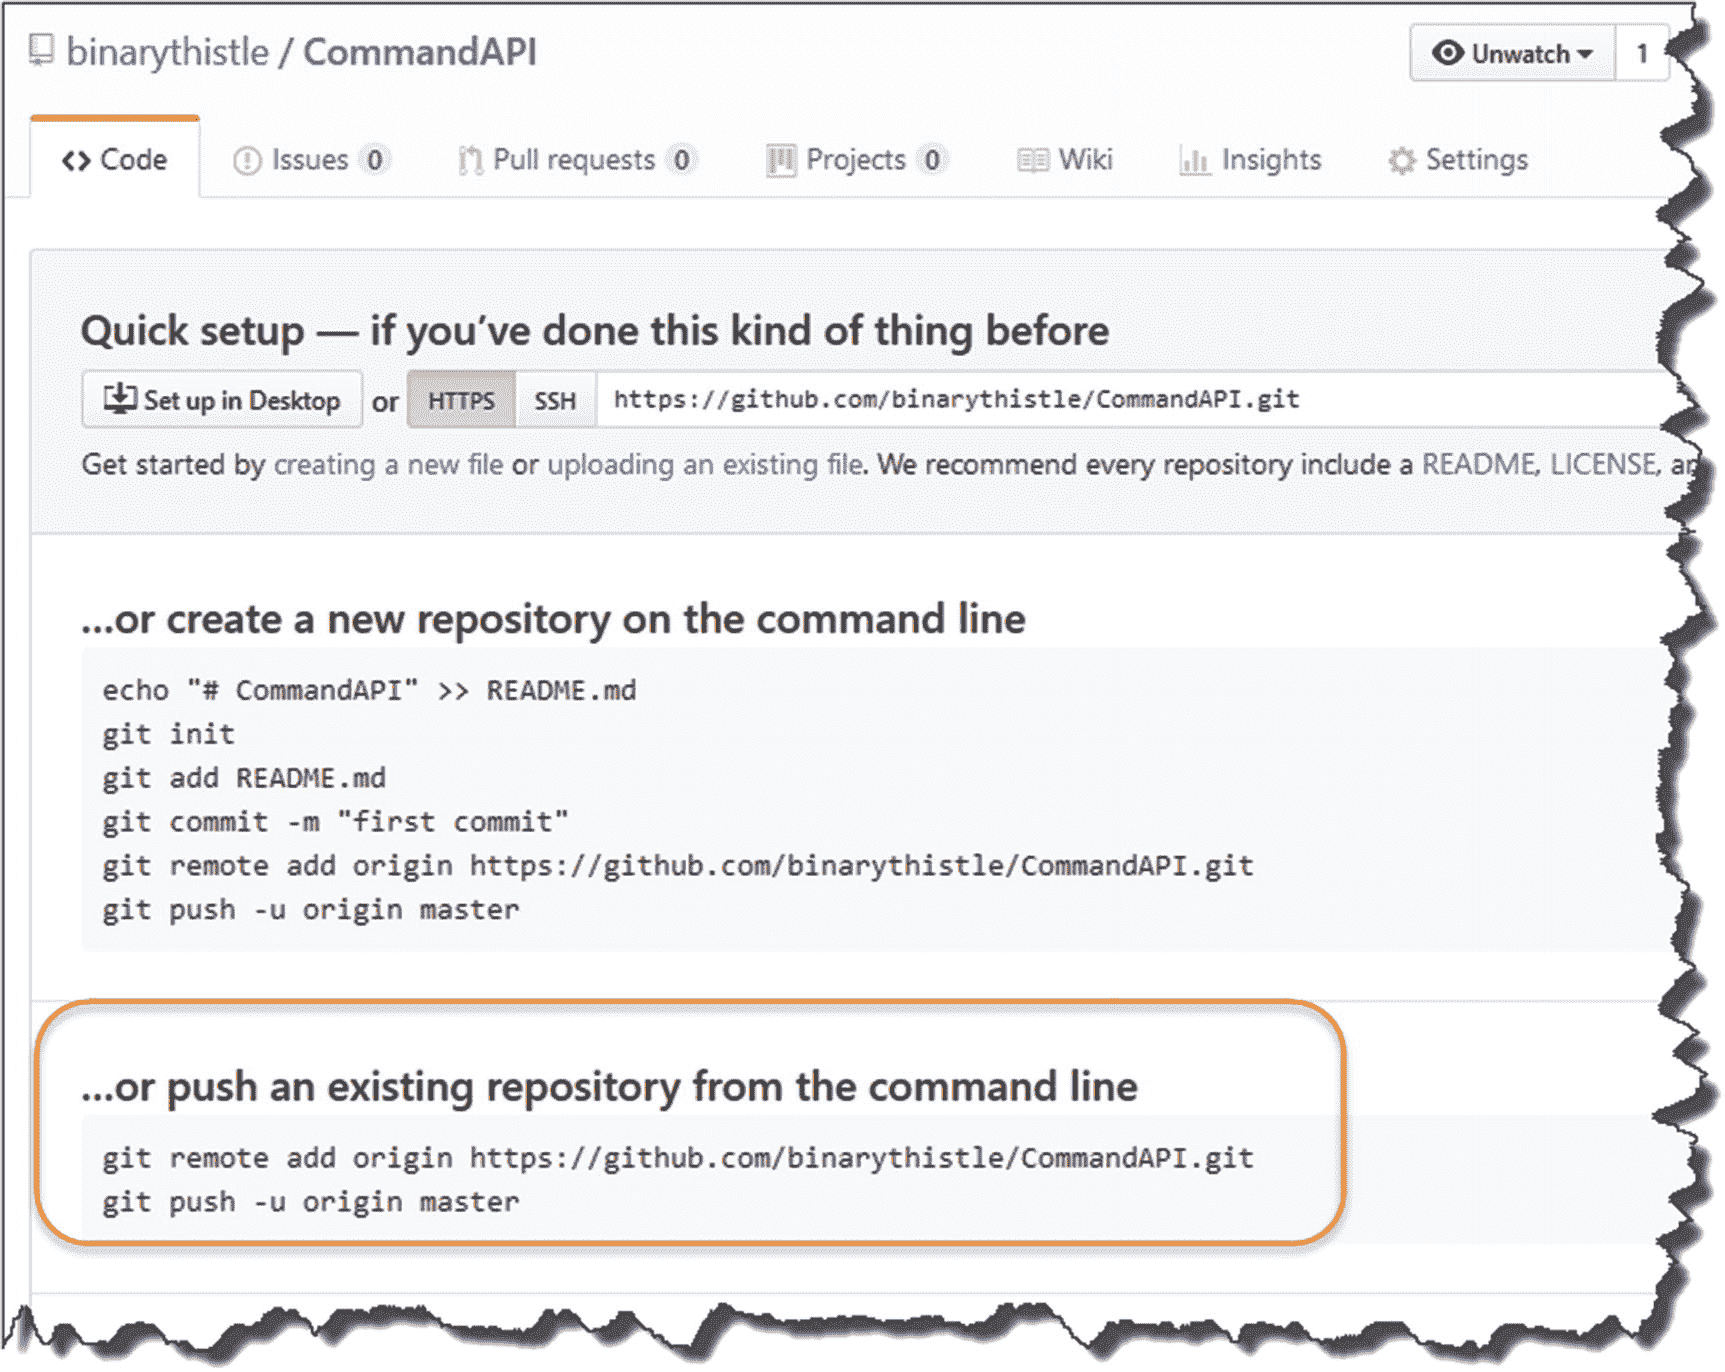 binarythistle / CommandAPI
Unwatch 1
Code Issues 0 Pull requests 0 Projects 0 Wiki Insights Settings
Quick setup — if you’ve done this kind of thing before
Set up in Desktop or HTTPS SSH https://github.com/binarythistle/CommandAPI.git
Get started by creating a new file or uploading an existing file. We recommend every repository include a README, LICENSE,
...or create a new repository on the command line
echo "# CommandAPI" >> README.md
git init
git add README.md
git commit -m "first commit"
git remote add origin https://github.com/binarythistle/CommandAPI.git
git push -u origin master
...or push an existing repository from the command line
git remote add origin https://github.com/binarythistle/CommandAPI.git
git push -u origin master